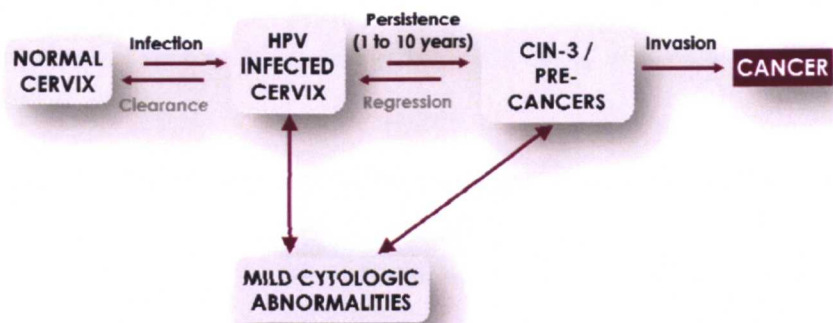 NORMAL
CERVIX
Infection
Clearance
HPV
INFECTED
CERVIX
Persistence
(1 to 10 years)
Regression
CIN-3 /
PRE-
CANCERS
Invasion
CANCER
MILD CYTOLOGIC
ABNORMALITIES